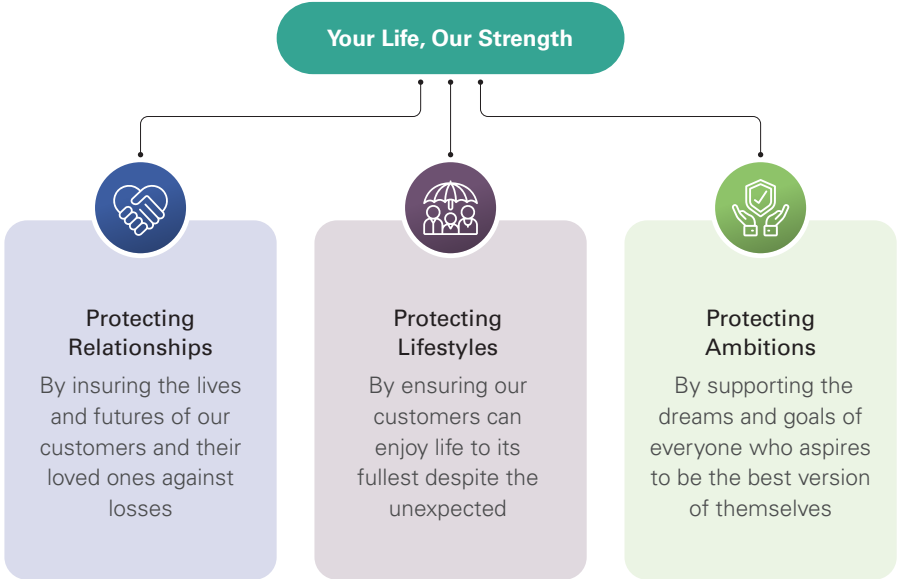 Your Life, Our Strength
Protecting
Relationships
By insuring the lives
and futures of our
customers and their
loved ones against
losses
Protecting
Lifestyles
By ensuring our
customers can
enjoy life to its
fullest despite the
unexpected
Protecting
Ambitions
By supporting the
dreams and goals of
everyone who aspires
to be the best version
of themselves